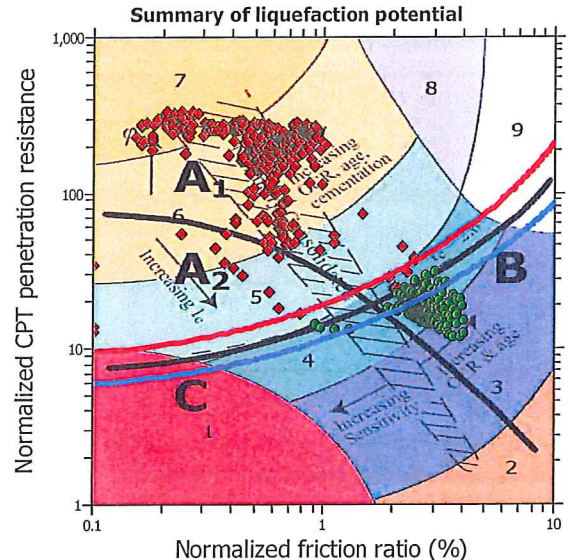 Summary of liquefaction potential
Normalized CPT penetration resistance
1,000
100
10
1
7
8
9
A1
6
Increasing
OCR, age,
cementation
A2
Increasing Ic
5
B
4
C
1
Increasing
Sensitivity
Increasing
OCR & age
3
2
0.1
1
10
Normalized friction ratio (%)